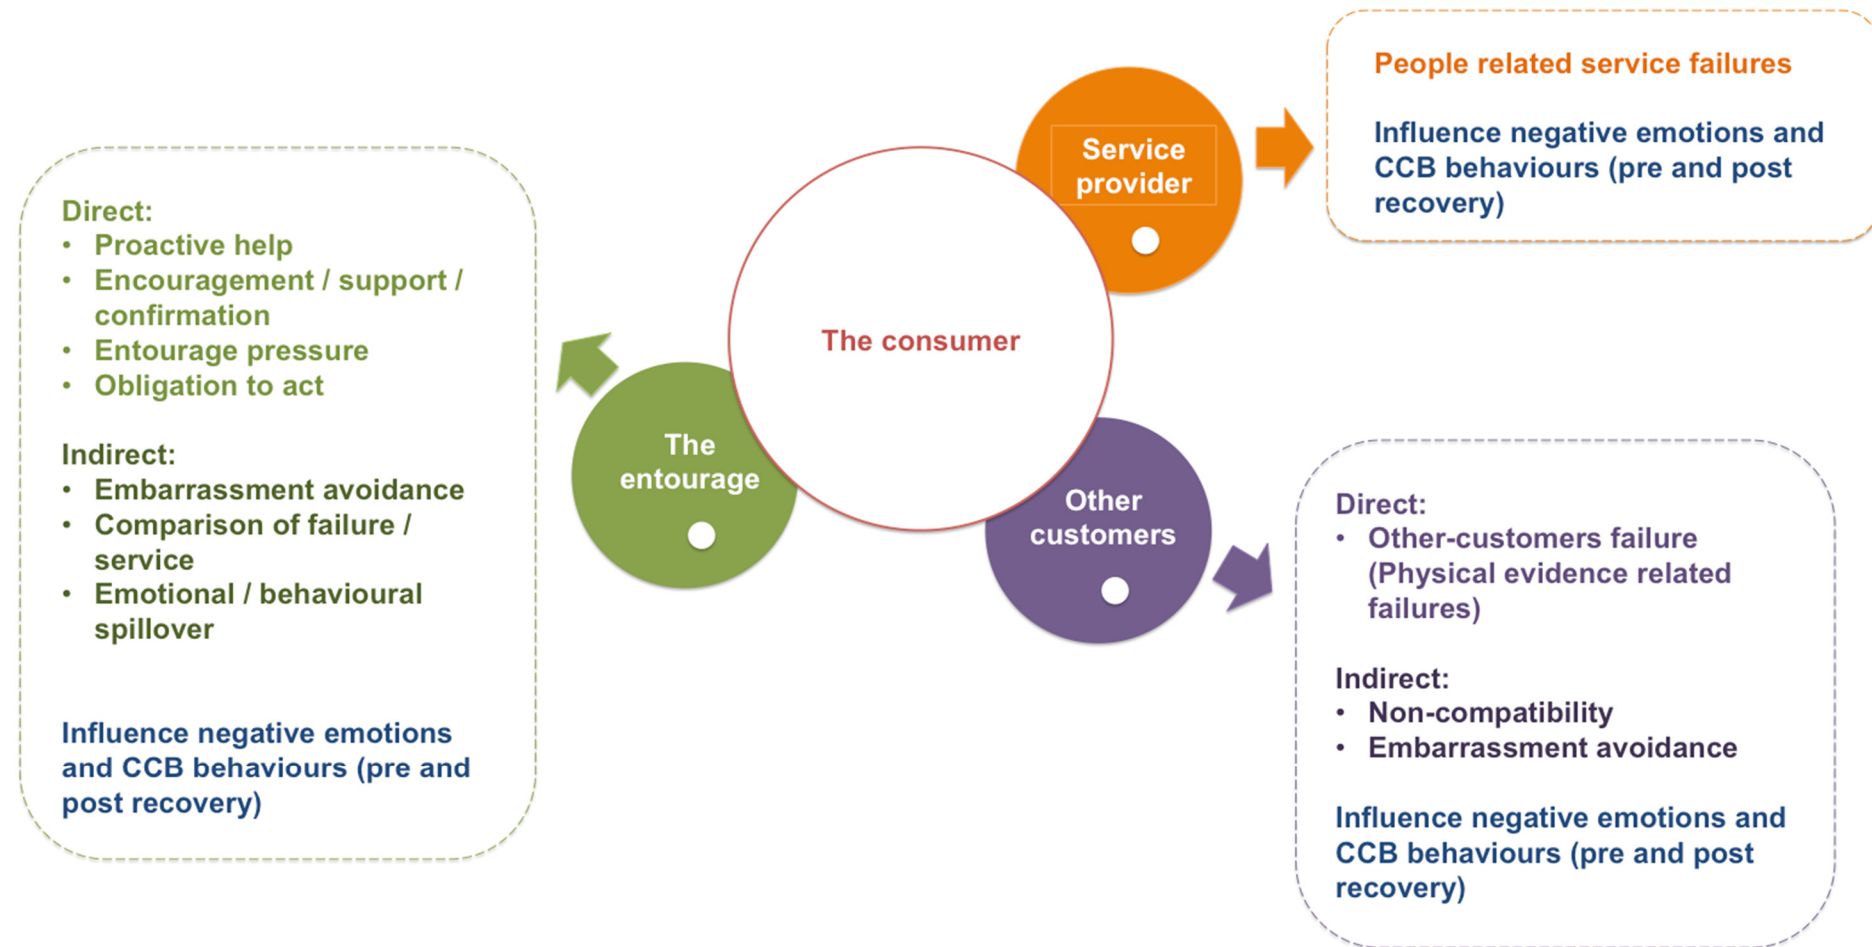 People related service failures
Influence negative emotions and
CCB behaviours (pre and post
recovery)
Service
provider
The consumer
Direct:
• Proactive help
• Encouragement / support /
confirmation
• Entourage pressure
• Obligation to act
Indirect:
• Embarrassment avoidance
• Comparison of failure /
service
• Emotional / behavioural
spillover
Influence negative emotions
and CCB behaviours (pre and
post recovery)
The
entourage
Other
customers
Direct:
• Other-customers failure
(Physical evidence related
failures)
Indirect:
• Non-compatibility
• Embarrassment avoidance
Influence negative emotions and
CCB behaviours (pre and post
recovery)